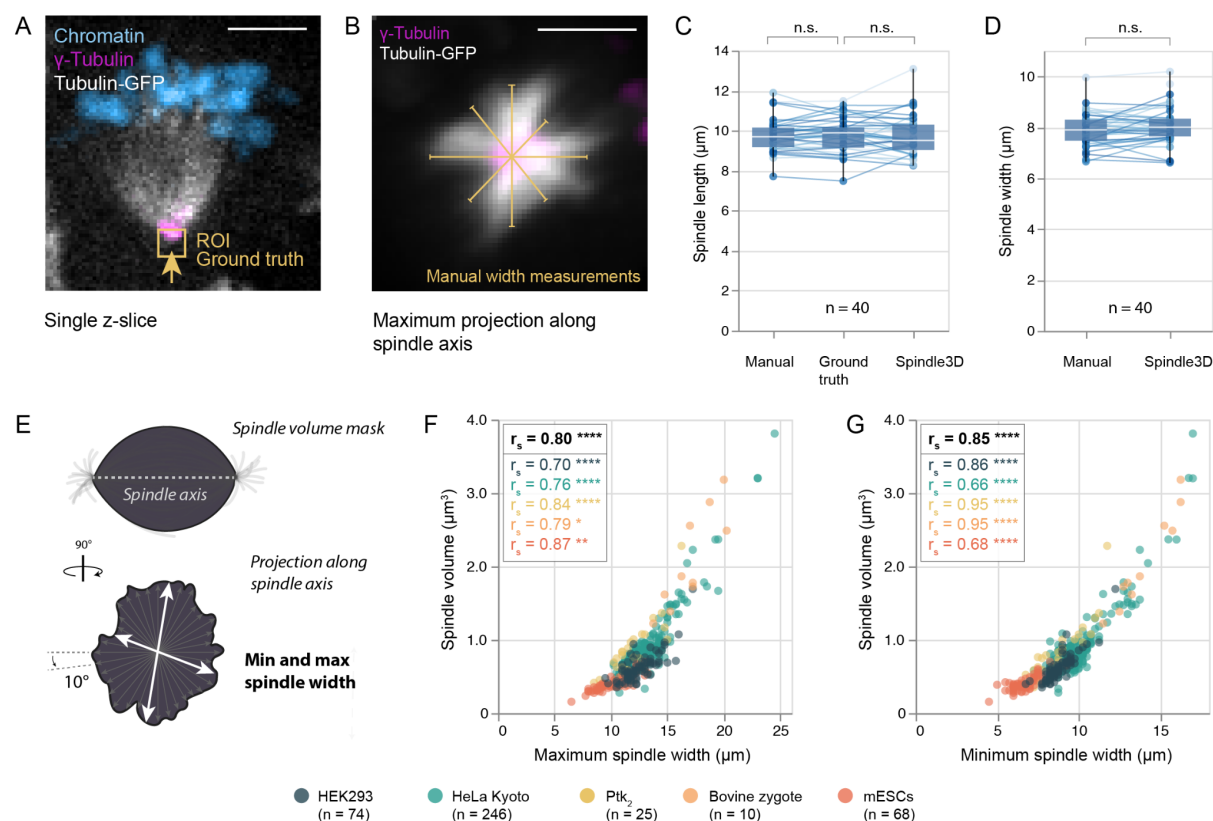 A
Chromatin
γ-Tubulin
Tubulin-GFP
ROI
Ground truth
Single z-slice
B
γ-Tubulin
Tubulin-GFP
Manual width measurements
Maximum projection along
spindle axis
C
n.s.
n.s.
Spindle length (µm)
14
12
10
8
6
4
2
0
n = 40
Manual
Ground
truth
Spindle3D
D
n.s.
Spindle width (µm)
10
8
6
4
2
0
n = 40
Manual
Spindle3D
E
Spindle volume mask
Spindle axis
90°
Projection along
spindle axis
10°
Min and max
spindle width
F
Spindle volume (µm³)
4.0
3.0
2.0
1.0
0
rs = 0.80 ****
rs = 0.70 ****
rs = 0.76 ****
rs = 0.84 ****
rs = 0.79 *
rs = 0.87 **
0
5
10
15
20
25
Maximum spindle width (µm)
G
Spindle volume (µm³)
4.0
3.0
2.0
1.0
0
rs = 0.85 ****
rs = 0.86 ****
rs = 0.66 ****
rs = 0.95 ****
rs = 0.95 ****
rs = 0.68 ****
0
5
10
15
Minimum spindle width (µm)
HEK293
(n = 74)
HeLa Kyoto
(n = 246)
Ptk₂
(n = 25)
Bovine zygote
(n = 10)
mESCs
(n = 68)